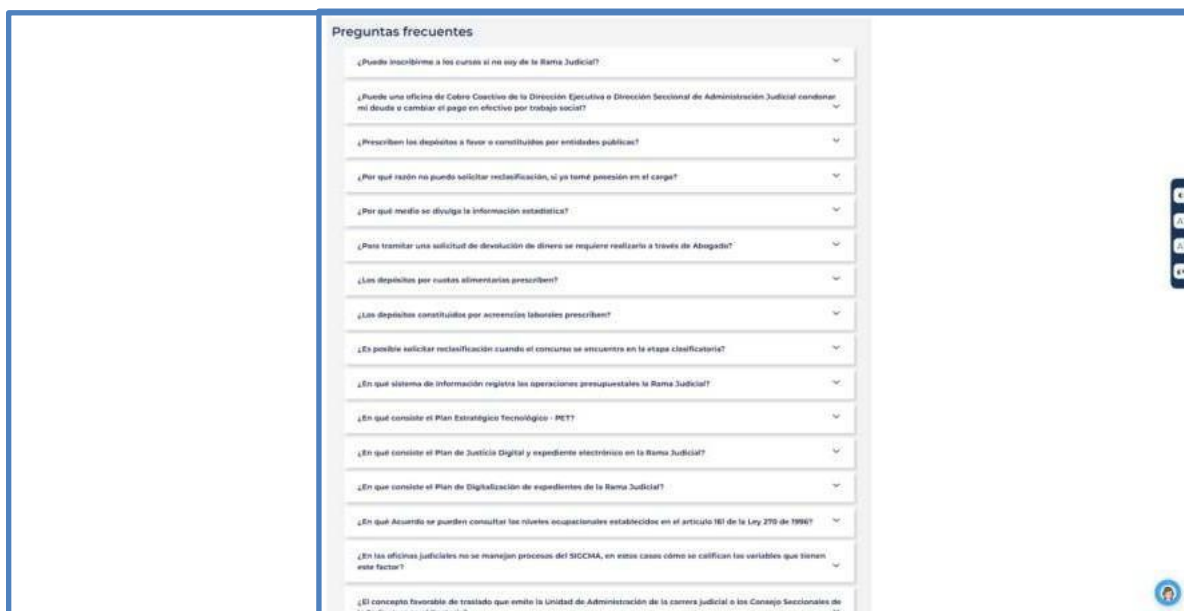 Preguntas frecuentes
¿Puedo inscribirme a los cursos si no soy de la Rama Judicial?
¿Puede una oficina de Cobro Coactivo de la Dirección Ejecutiva o Dirección Seccional de Administración Judicial condonar
mi deuda o cambiar el pago en efectivo por trabajo social?
¿Prescriben los depósitos a favor o constituidos por entidades públicas?
¿Por qué razón no puedo solicitar reclasificación, si ya tomé posesión en el cargo?
¿Por qué medio se divulga la información estadística?
¿Para tramitar una solicitud de devolución de dinero se requiere realizarlo a través de Abogado?
¿Los depósitos por cuotas alimentarias prescriben?
¿Los depósitos constituidos por acreencias laborales prescriben?
¿Es posible solicitar reclasificación cuando el concurso se encuentra en la etapa clasificatoria?
¿En qué sistema de información registra las operaciones presupuestales la Rama Judicial?
¿En qué consiste el Plan Estratégico Tecnológico - PET?
¿En qué consiste el Plan de Justicia Digital y expediente electrónico en la Rama Judicial?
¿En que consiste el Plan de Digitalización de expedientes de la Rama Judicial?
¿En qué Acuerdo se pueden consultar los niveles ocupacionales establecidos en el artículo 161 de la Ley 270 de 1996?
¿En las oficinas judiciales no se manejan procesos del SIGCMA, en estos casos cómo se califican las variables que tienen
este factor?
¿El concepto favorable de traslado que emite la Unidad de Administración de la carrera judicial o los Consejo Seccionales de